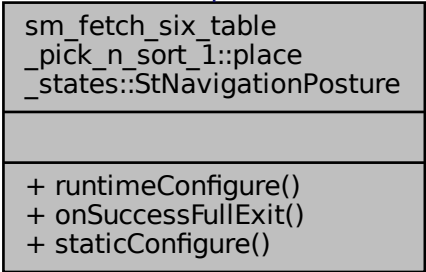 sm_fetch_six_table
_pick_n_sort_1::place
_states::StNavigationPosture
+ runtimeConfigure()
+ onSuccessFullExit()
+ staticConfigure()